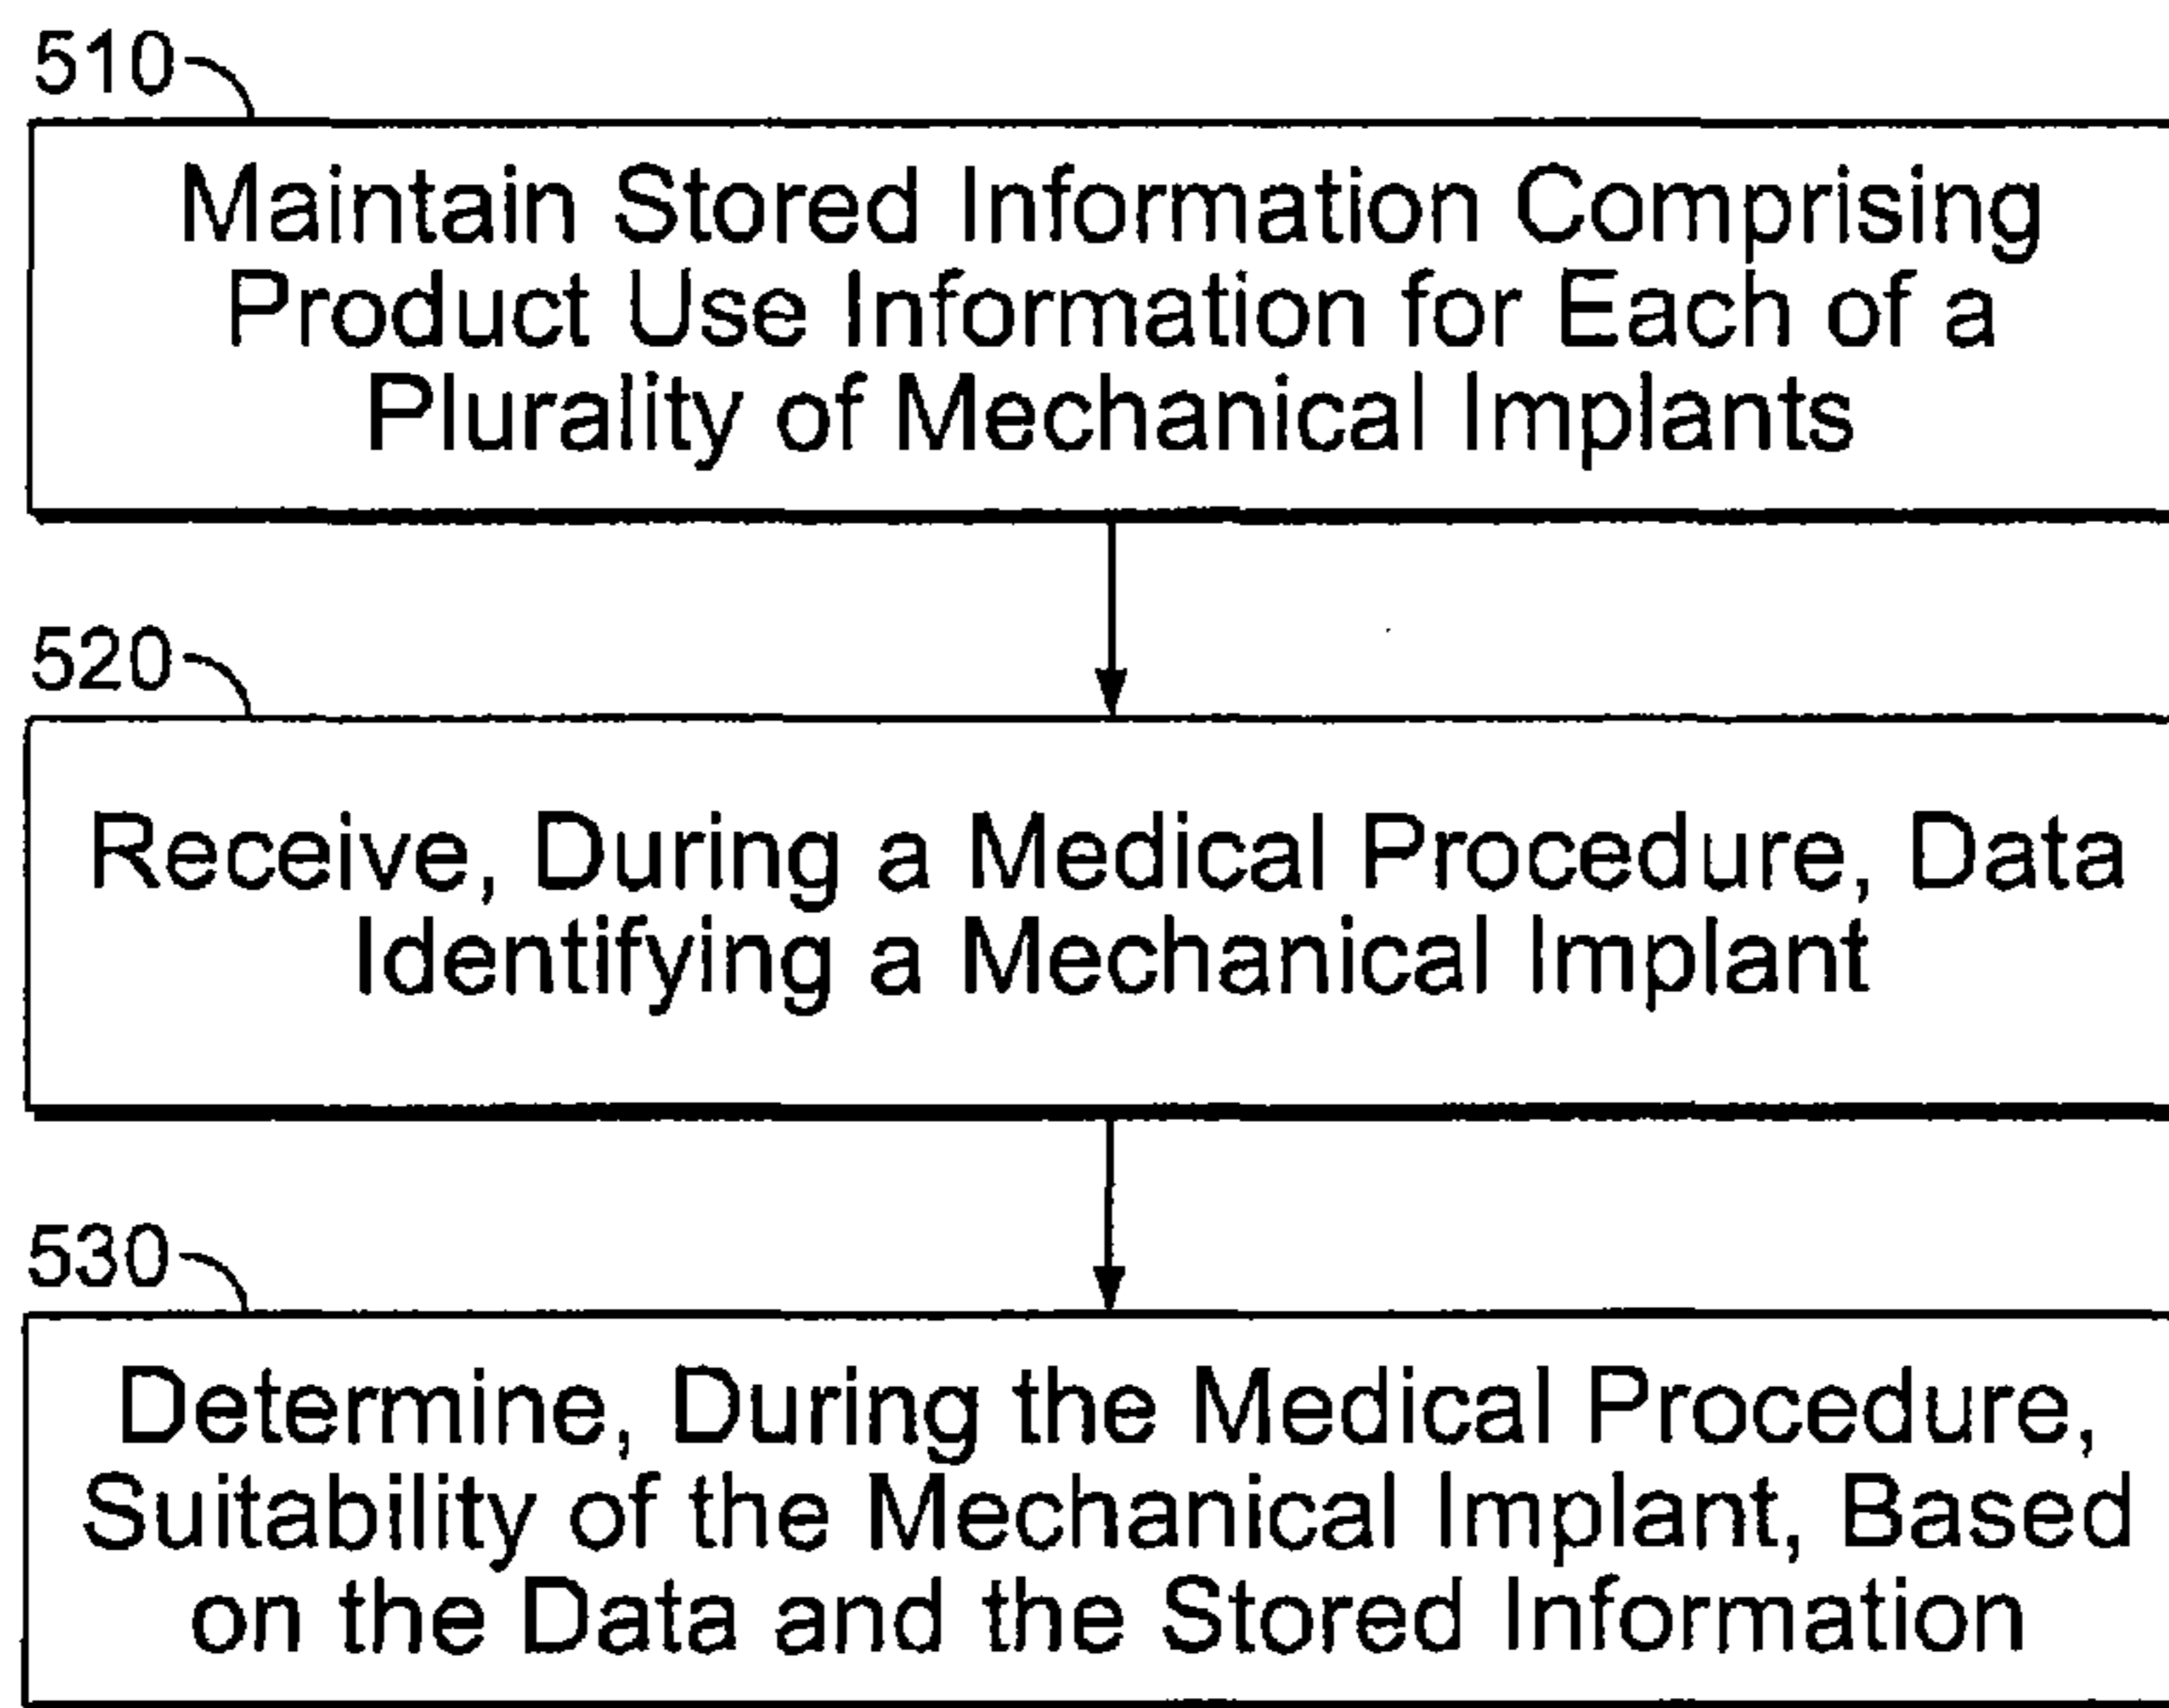 510
Maintain Stored Information Comprising
Product Use Information for Each of a
Plurality of Mechanical Implants
520
Receive, During a Medical Procedure, Data
Identifying a Mechanical Implant
530
Determine, During the Medical Procedure,
Suitability of the Mechanical Implant, Based
on the Data and the Stored Information